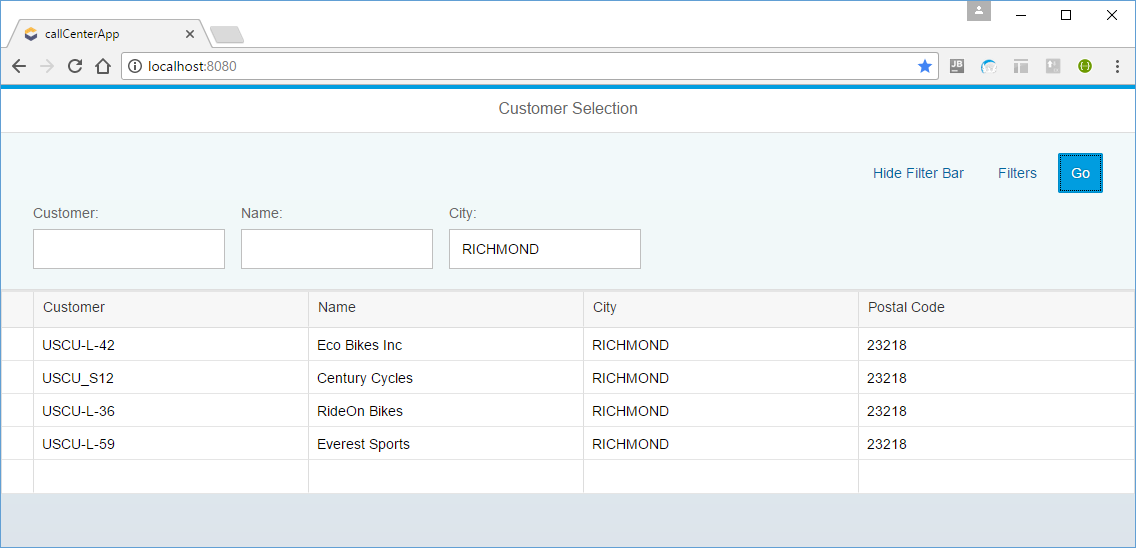 callCenterApp
localhost:8080
Customer Selection
Hide Filter Bar Filters Go
Customer: Name: City:
RICHMOND
Customer Name City Postal Code
USCU-L-42 Eco Bikes Inc RICHMOND 23218
USCU_S12 Century Cycles RICHMOND 23218
USCU-L-36 RideOn Bikes RICHMOND 23218
USCU-L-59 Everest Sports RICHMOND 23218